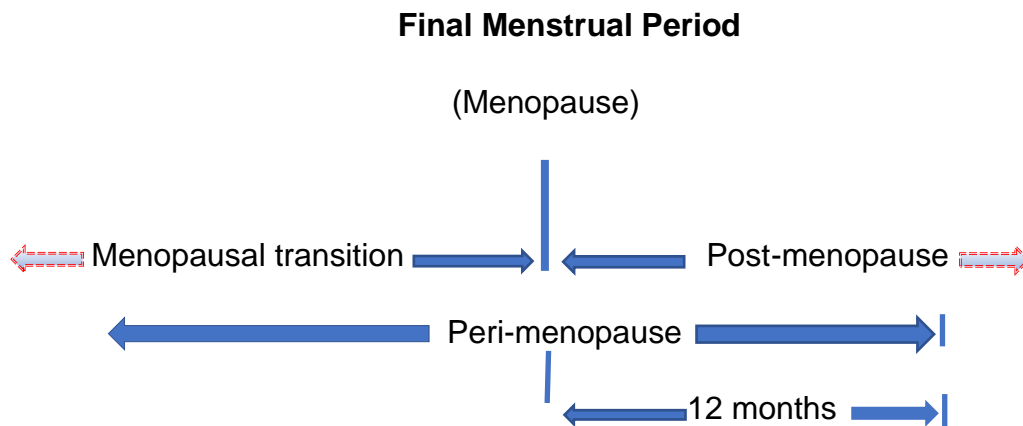 Final Menstrual Period
(Menopause)
Menopausal transition
Post-menopause
Peri-menopause
12 months